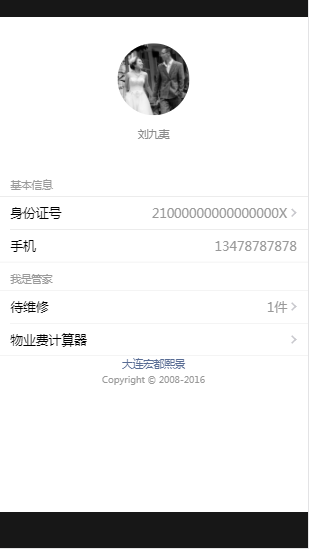 刘九夷
基本信息
身份证号 21000000000000000X
手机 13478787878
我是管家
待维修 1件
物业费计算器
大连宏都熙景
Copyright © 2008-2016